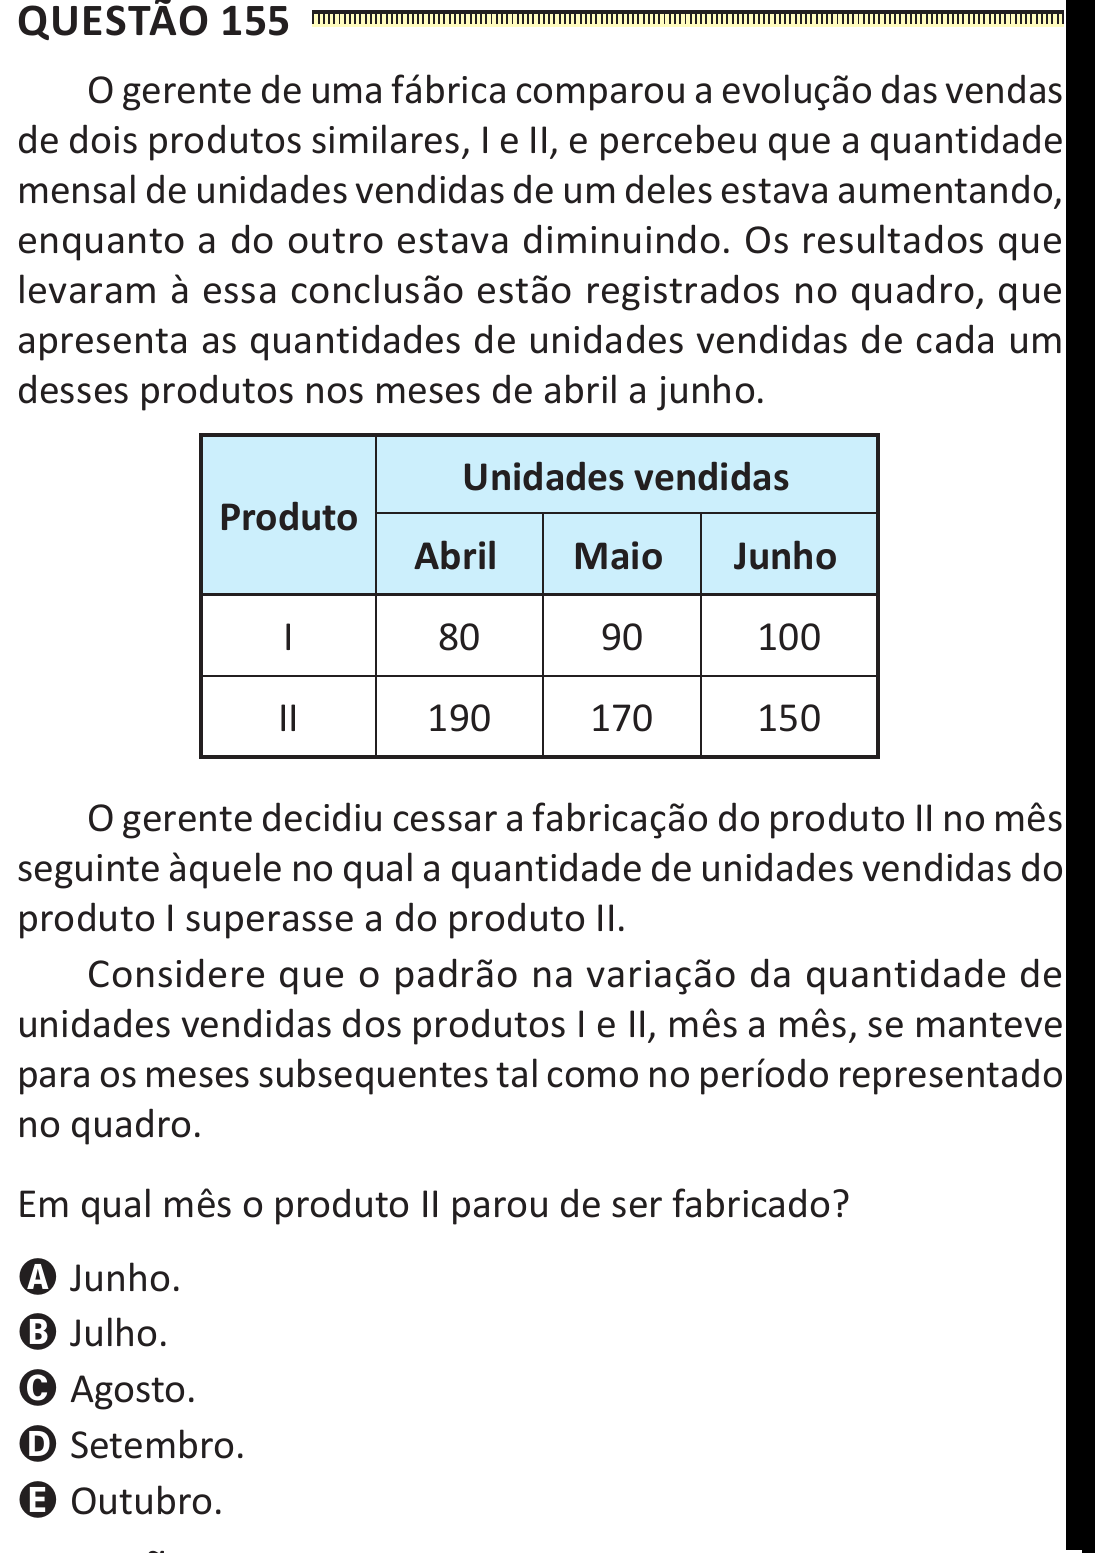 QUESTÃO 155
O gerente de uma fábrica comparou a evolução das vendas
de dois produtos similares, I e II, e percebeu que a quantidade
mensal de unidades vendidas de um deles estava aumentando,
enquanto a do outro estava diminuindo. Os resultados que
levaram à essa conclusão estão registrados no quadro, que
apresenta as quantidades de unidades vendidas de cada um
desses produtos nos meses de abril a junho.
Unidades vendidas
Produto
Abril Maio Junho
I 80 90 100
II 190 170 150
O gerente decidiu cessar a fabricação do produto II no mês
seguinte àquele no qual a quantidade de unidades vendidas do
produto I superasse a do produto II.
Considere que o padrão na variação da quantidade de
unidades vendidas dos produtos I e II, mês a mês, se manteve
para os meses subsequentes tal como no período representado
no quadro.
Em qual mês o produto II parou de ser fabricado?
A Junho.
B Julho.
C Agosto.
D Setembro.
E Outubro.